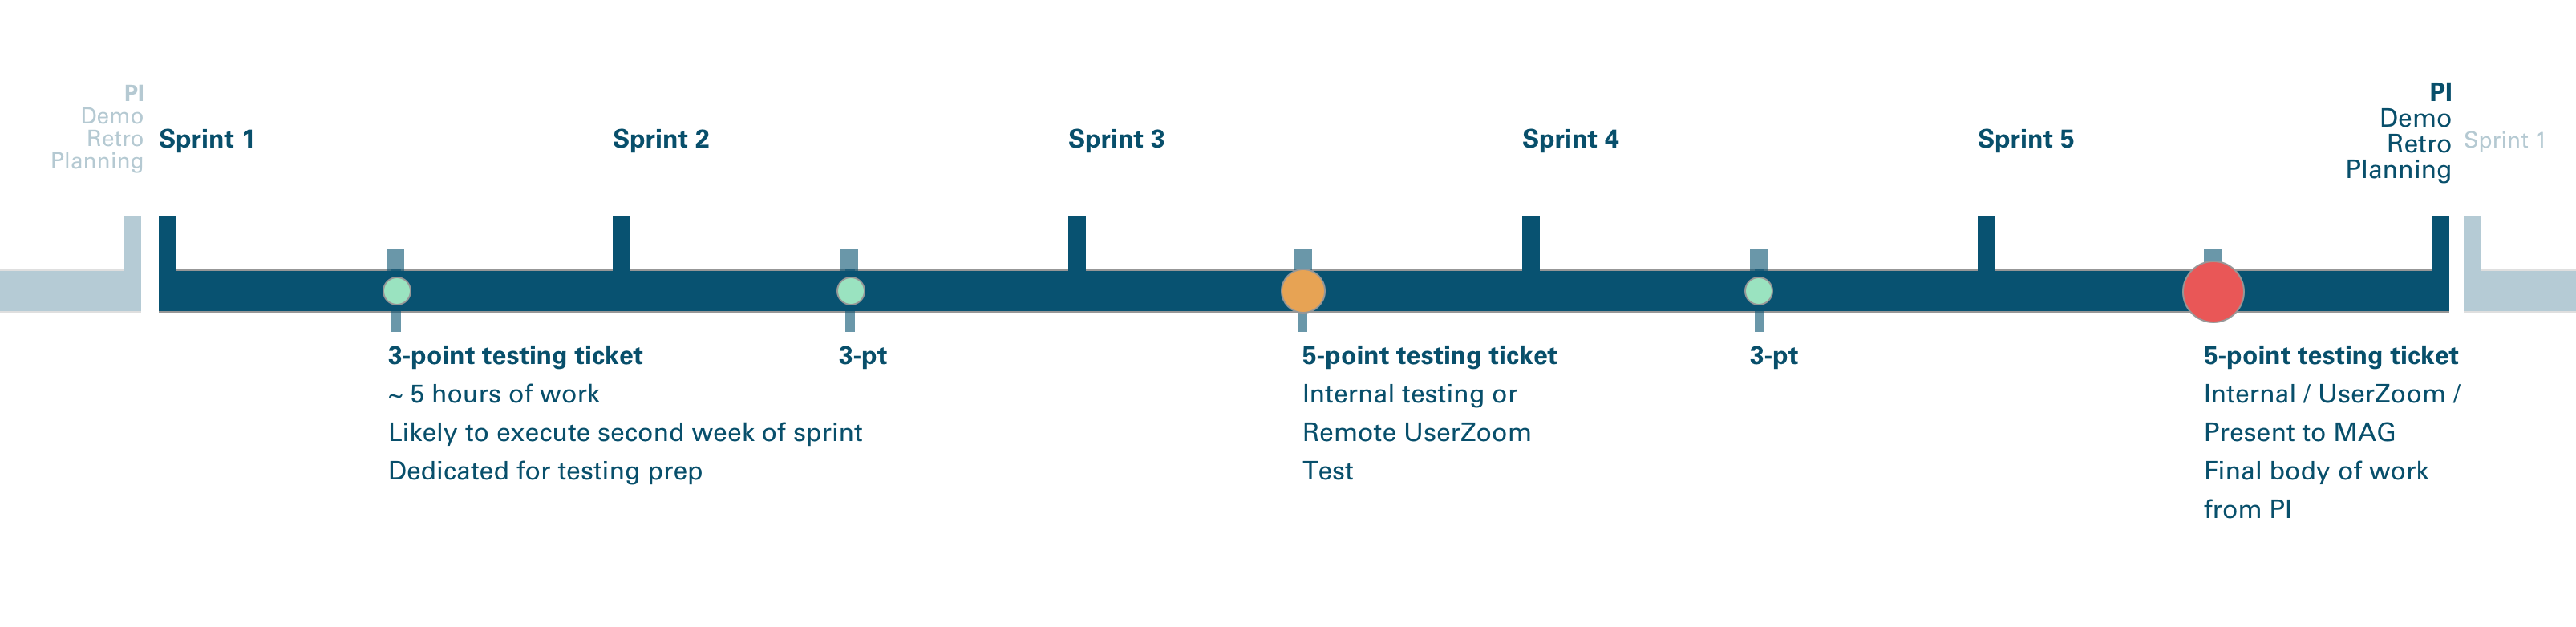 PI
Demo
Retro
Planning
Sprint 1
Sprint 2
Sprint 3
Sprint 4
Sprint 5
PI
Demo
Retro
Planning
Sprint 1
3-point testing ticket
~ 5 hours of work
Likely to execute second week of sprint
Dedicated for testing prep
3-pt
5-point testing ticket
Internal testing or
Remote UserZoom
Test
3-pt
5-point testing ticket
Internal / UserZoom /
Present to MAG
Final body of work
from PI